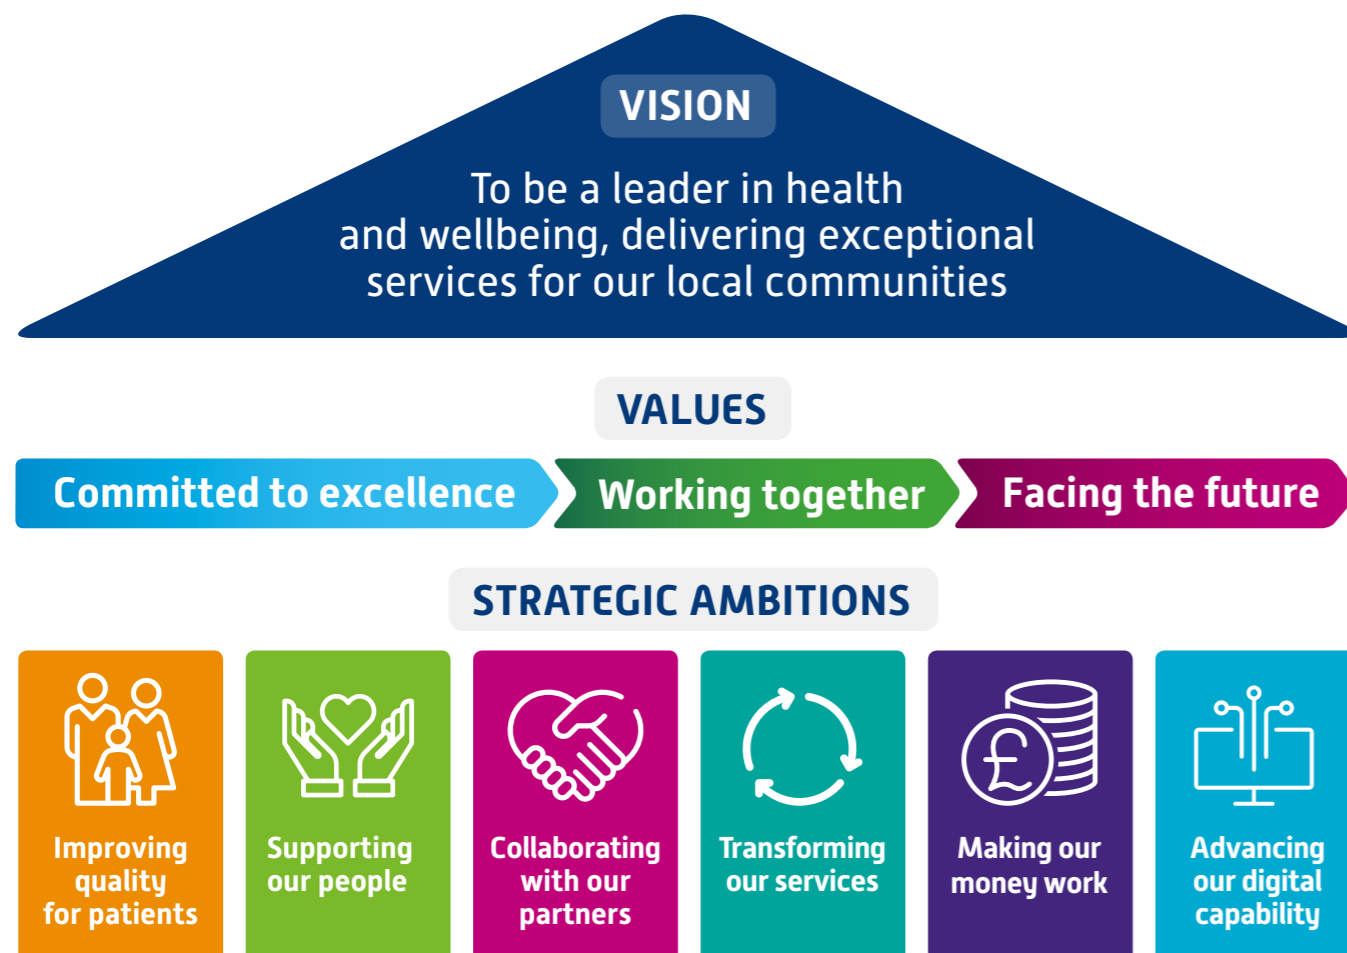 VISION
To be a leader in health
and wellbeing, delivering exceptional
services for our local communities
VALUES
Committed to excellence
Working together
Facing the future
STRATEGIC AMBITIONS
£
Improving
quality
for patients
Supporting
our people
Collaborating
with our
partners
Transforming
our services
Making our
money work
Advancing
our digital
capability